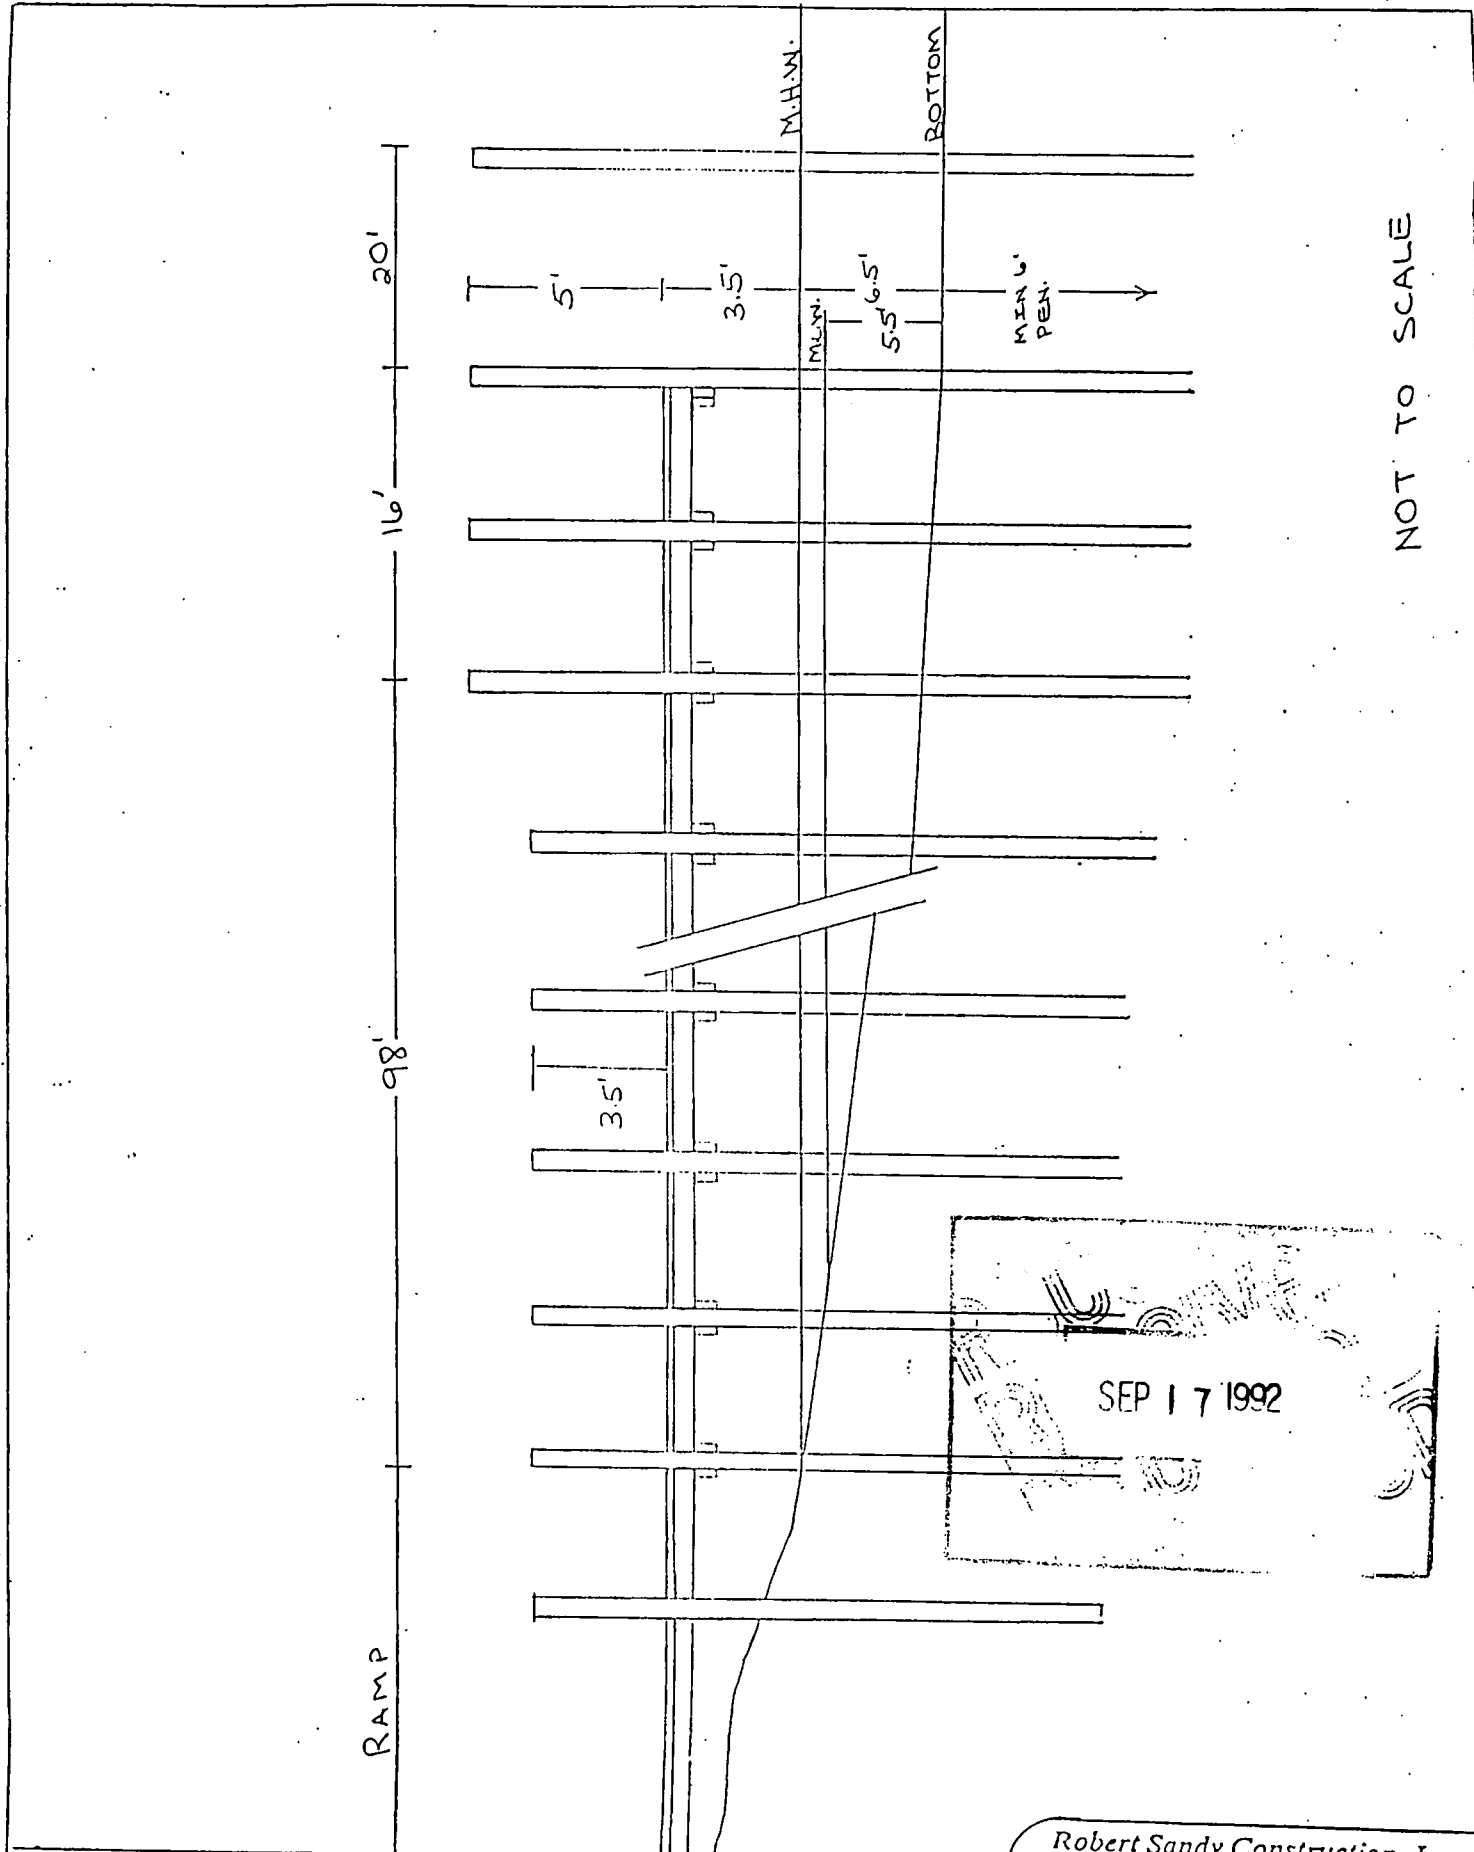 M.H.W.
BOTTOM
20'
5'
3.5'
6.5'
M.L.W.
5.5'
MIN 6'
PEN.
16'
NOT TO SCALE
98'
3.5'
SEP 17 1992
RAMP
Robert Sandy Construction